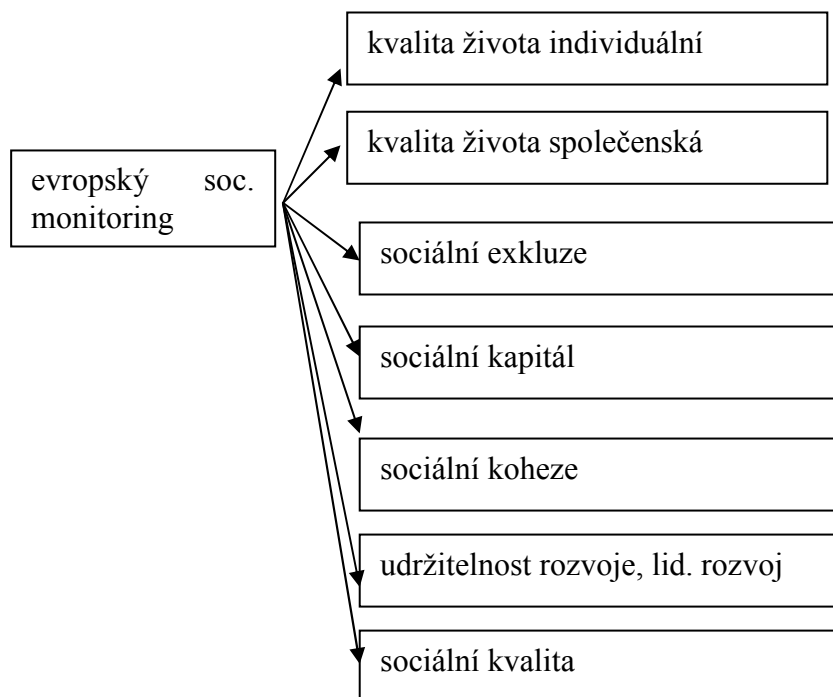 kvalita života individuální
kvalita života společenská
evropský soc.
monitoring
sociální exkluze
sociální kapitál
sociální koheze
udržitelnost rozvoje, lid. rozvoj
sociální kvalita